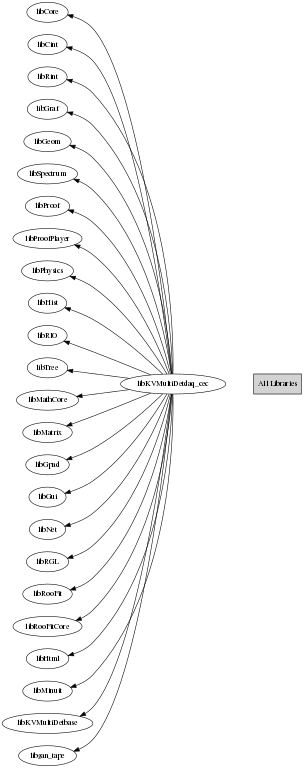 libCore
libCint
libRint
libGraf
libGeom
libSpectrum
libProof
libProofPlayer
libPhysics
libHist
libRIO
libTree
libKVMultiDetdaq_cec
All Libraries
libMathCore
libMatrix
libGpad
libGui
libNet
libRGL
libRooFit
libRooFitCore
libHtml
libMinuit
libKVMultiDetbase
libgan_tape